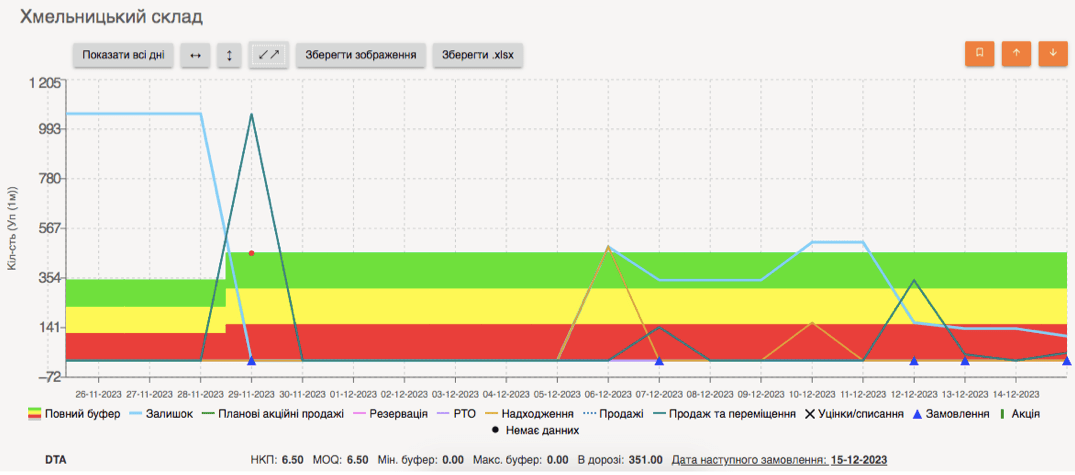 Хмельницький склад
Показати всі дні
Зберегти зображення
Зберегти .xlsx
1 205
993
780
567
354
141
–72
Кіл-сть (Уп (1м))
26-11-2023 27-11-2023 28-11-2023 29-11-2023 30-11-2023 01-12-2023 02-12-2023 03-12-2023 04-12-2023 05-12-2023 06-12-2023 07-12-2023 08-12-2023 09-12-2023 10-12-2023 11-12-2023 12-12-2023 13-12-2023 14-12-2023
Повний буфер Залишок Планові акційні продажі Резервація РТО Надходження Продажі Продаж та переміщення Уцінки/списання Замовлення Акція
Немає данних
DTA НКП: 6.50 MOQ: 6.50 Мін. буфер: 0.00 Макс. буфер: 0.00 В дорозі: 351.00 Дата наступного замовлення: 15-12-2023